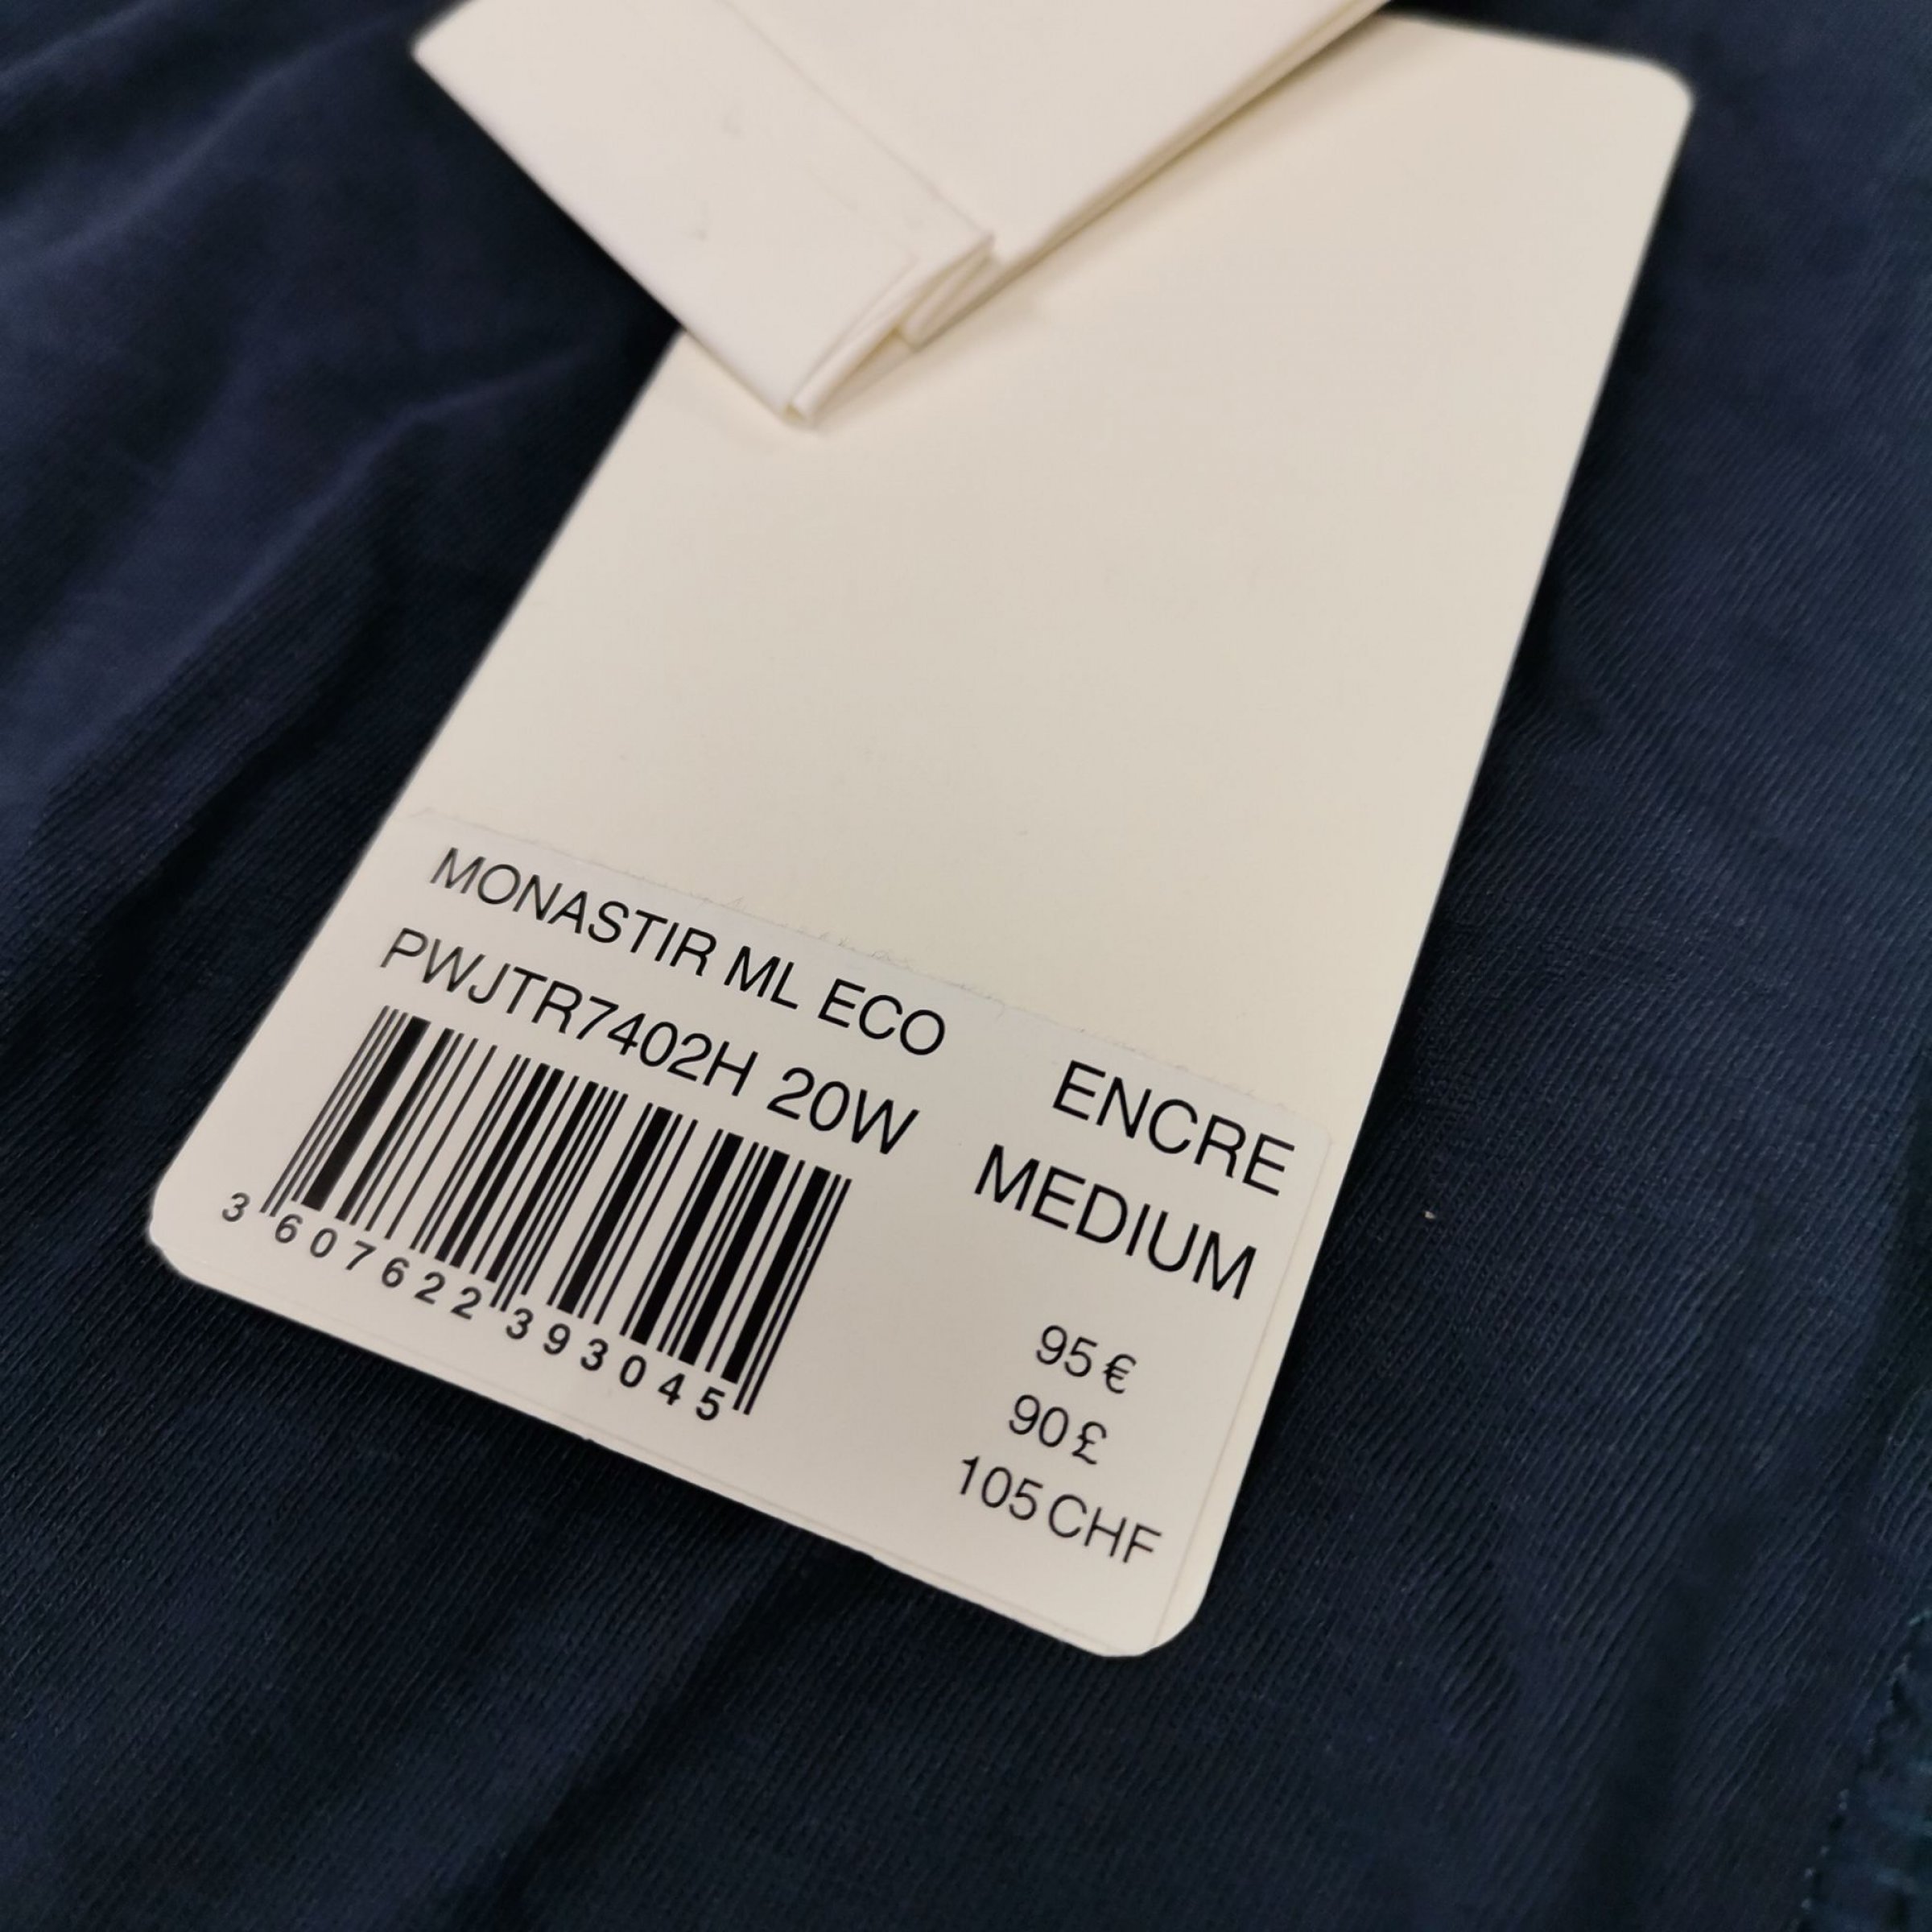 MONASTIR ML ECO
ENCRE
PWJTR7402H 20W
MEDIUM
3 607622 393045
95 €
90 £
105 CHF